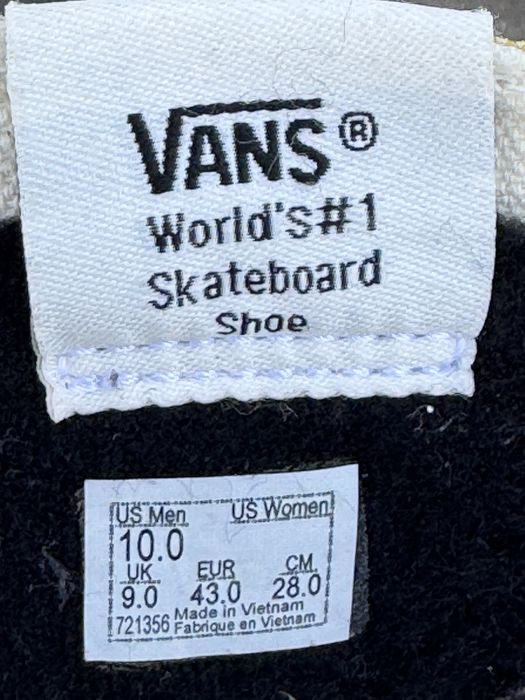 VANS®
World's#1
Skateboard
Shoe
US Men US Women
10.0
UK EUR CM
9.0 43.0 28.0
Made in Vietnam
721356 Fabrique en Vietnam